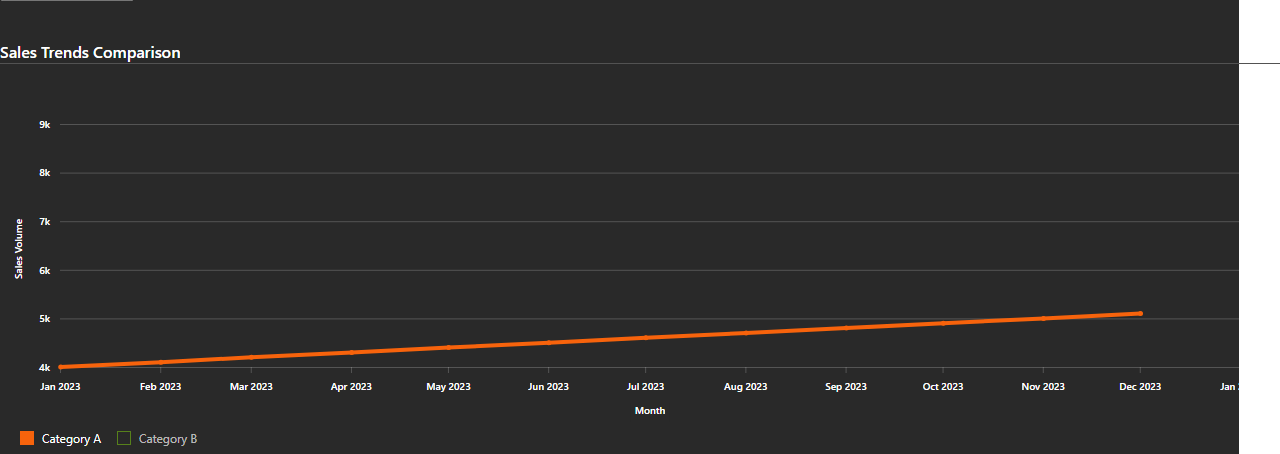 Sales Trends Comparison
9k
8k
7k
6k
5k
4k
Sales Volume
Jan 2023 Feb 2023 Mar 2023 Apr 2023 May 2023 Jun 2023 Jul 2023 Aug 2023 Sep 2023 Oct 2023 Nov 2023 Dec 2023 Jan
Month
Category A Category B